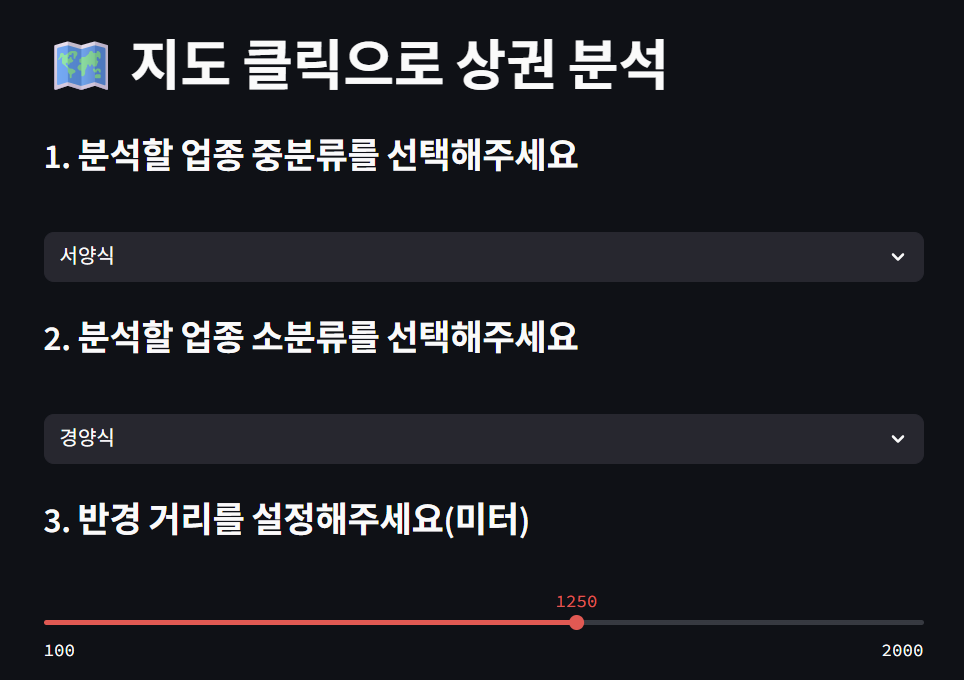 지도 클릭으로 상권 분석
1. 분석할 업종 중분류를 선택해주세요
서양식
2. 분석할 업종 소분류를 선택해주세요
경양식
3. 반경 거리를 설정해주세요(미터)
1250
100 2000